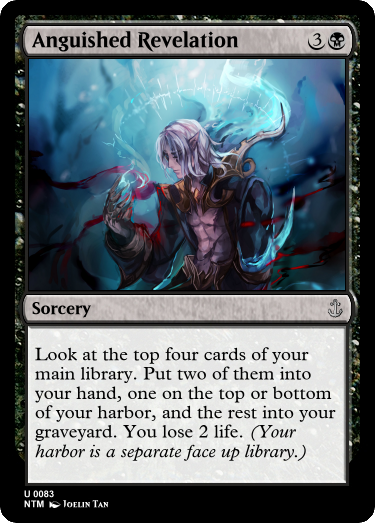 Anguished Revelation 3
Sorcery
Look at the top four cards of your
main library. Put two of them into
your hand, one on the top or bottom
of your harbor, and the rest into your
graveyard. You lose 2 life. (Your
harbor is a separate face up library.)
U 0083
NTM Joelin Tan